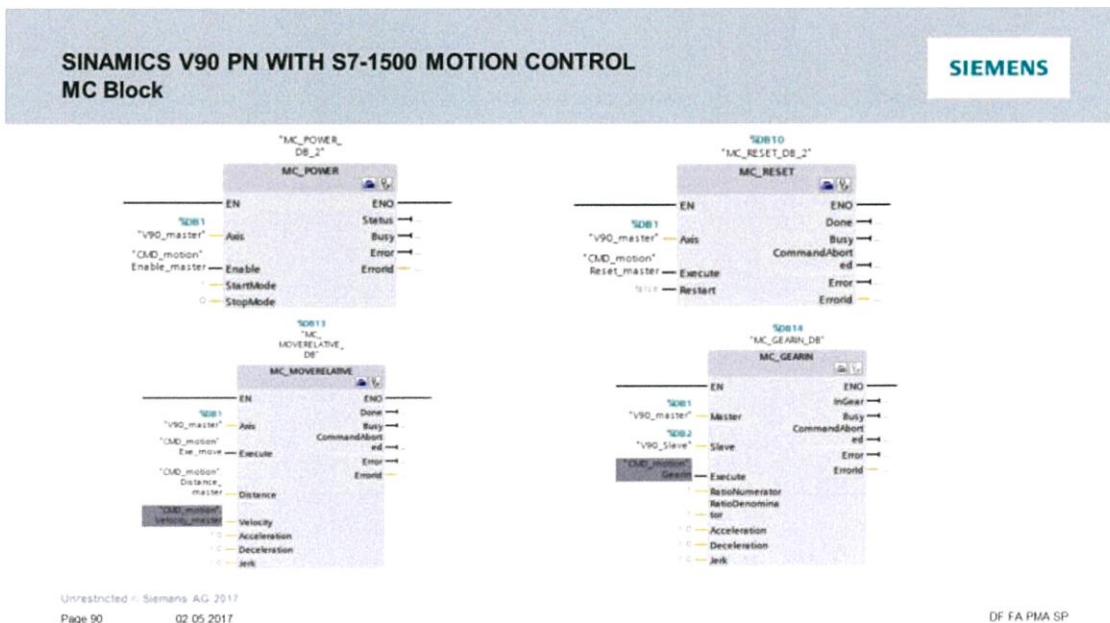 SINAMICS V90 PN WITH S7-1500 MOTION CONTROL
MC Block
SIEMENS
"MC_POWER_
DB_2"
MC_POWER
EN
ENO
%DB1
"V90_master"
Axis
"CMD_motion"
Enable_master
Enable
StartMode
StopMode
Status
Busy
Error
ErrorId
%DB10
"MC_RESET_DB_2"
MC_RESET
EN
ENO
%DB1
"V90_master"
Axis
"CMD_motion"
Reset_master
Execute
false
Restart
Done
Busy
CommandAbort
ed
Error
ErrorId
%DB13
"MC_
MOVERELATIVE_
DB"
MC_MOVERELATIVE
EN
ENO
%DB1
"V90_master"
Axis
"CMD_motion"
Exe_move
Execute
"CMD_motion"
Distance_
master
Distance
"CMD_motion"
Velocity_master
Velocity
Acceleration
Deceleration
Jerk
Done
Busy
CommandAbort
ed
Error
ErrorId
%DB14
"MC_GEARIN_DB"
MC_GEARIN
EN
ENO
%DB1
"V90_master"
Master
%DB2
"V90_Slave"
Slave
"CMD_motion"
GearIn
Execute
RatioNumerator
RatioDenomina
tor
Acceleration
Deceleration
Jerk
InGear
Busy
CommandAbort
ed
Error
ErrorId
Unrestricted © Siemens AG 2017
Page 90
02.05.2017
DF FA PMA SP